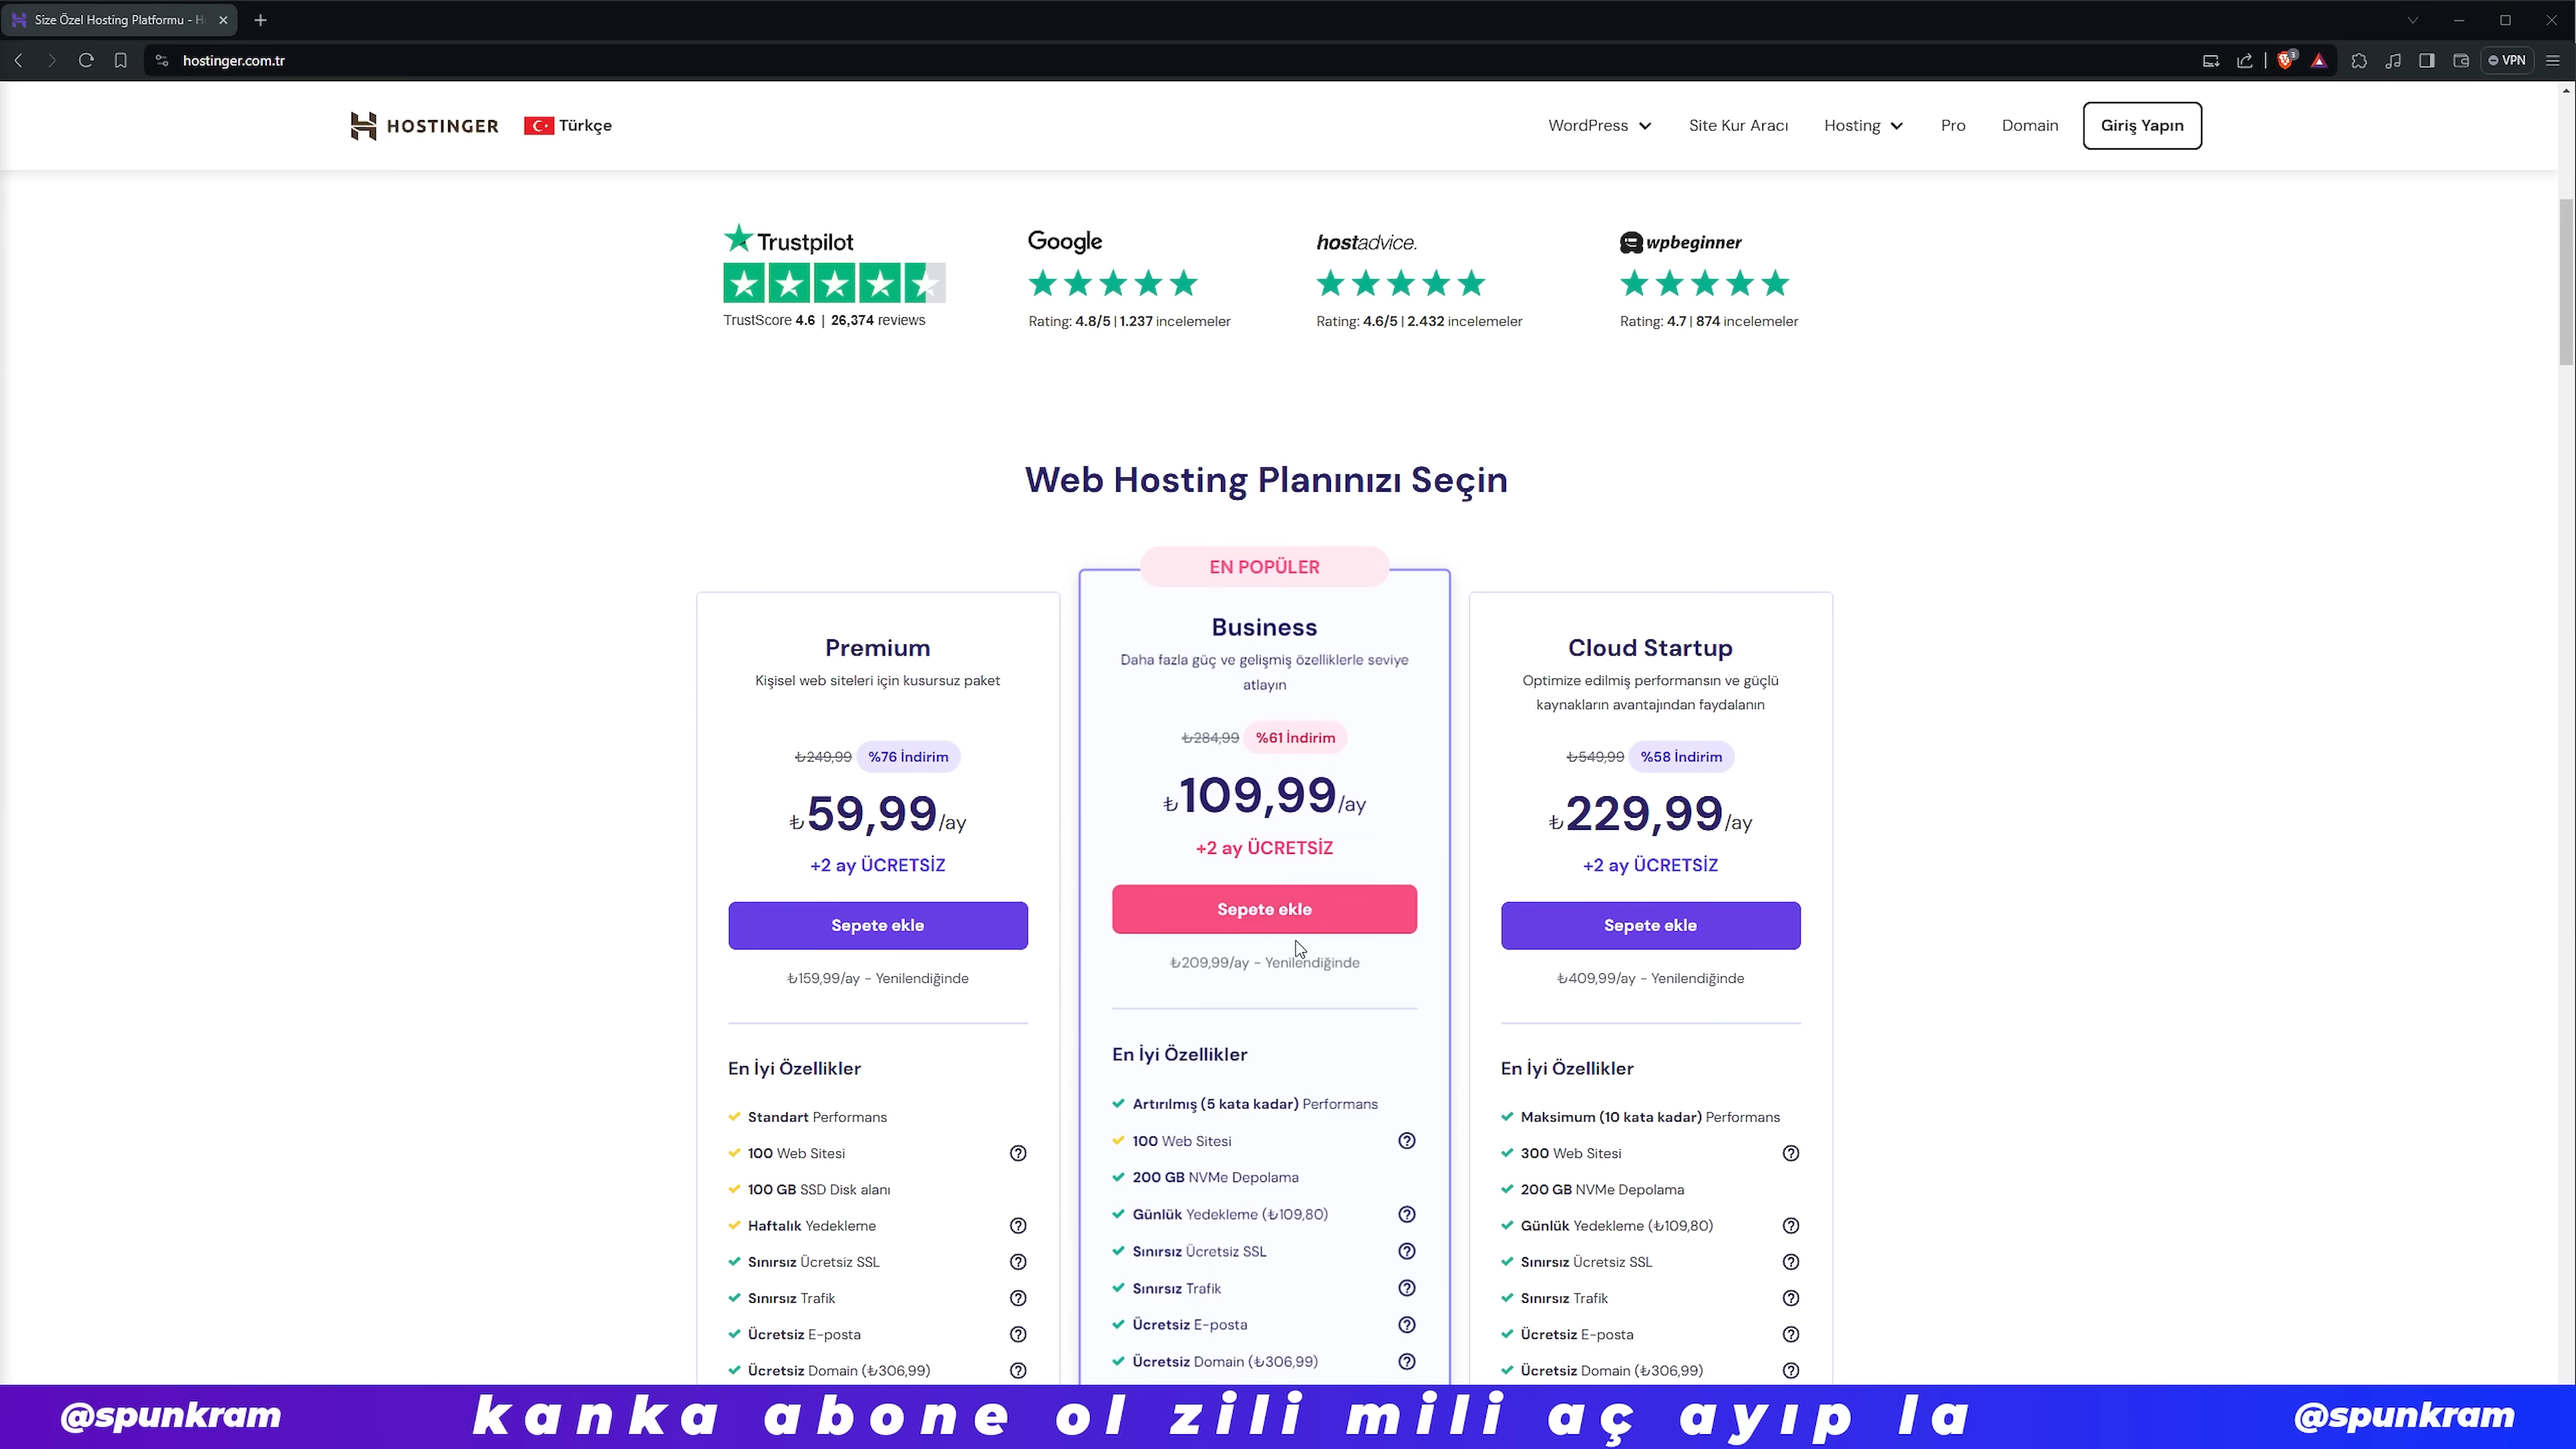 Size Özel Hosting Platformu - H
hostinger.com.tr
VPN
HOSTINGER
Türkçe
WordPress
Site Kur Aracı
Hosting
Pro
Domain
Giriş Yapın
Trustpilot
TrustScore 4.6 | 26,374 reviews
Google
Rating: 4.8/5 | 1.237 incelemeler
hostadvice.
Rating: 4.6/5 | 2.432 incelemeler
wpbeginner
Rating: 4.7 | 874 incelemeler
Web Hosting Planınızı Seçin
Premium
Kişisel web siteleri için kusursuz paket
₺249,99 %76 İndirim
₺59,99/ay
+2 ay ÜCRETSİZ
Sepete ekle
₺159,99/ay - Yenilendiğinde
En İyi Özellikler
Standart Performans
100 Web Sitesi
100 GB SSD Disk alanı
Haftalık Yedekleme
Sınırsız Ücretsiz SSL
Sınırsız Trafik
Ücretsiz E-posta
Ücretsiz Domain (₺306,99)
EN POPÜLER
Business
Daha fazla güç ve gelişmiş özelliklerle seviye
atlayın
₺284,99 %61 İndirim
₺109,99/ay
+2 ay ÜCRETSİZ
Sepete ekle
₺209,99/ay - Yenilendiğinde
En İyi Özellikler
Artırılmış (5 kata kadar) Performans
100 Web Sitesi
200 GB NVMe Depolama
Günlük Yedekleme (₺109,80)
Sınırsız Ücretsiz SSL
Sınırsız Trafik
Ücretsiz E-posta
Ücretsiz Domain (₺306,99)
Cloud Startup
Optimize edilmiş performansın ve güçlü
kaynakların avantajından faydalanın
₺549,99 %58 İndirim
₺229,99/ay
+2 ay ÜCRETSİZ
Sepete ekle
₺409,99/ay - Yenilendiğinde
En İyi Özellikler
Maksimum (10 kata kadar) Performans
300 Web Sitesi
200 GB NVMe Depolama
Günlük Yedekleme (₺109,80)
Sınırsız Ücretsiz SSL
Sınırsız Trafik
Ücretsiz E-posta
Ücretsiz Domain (₺306,99)
@spunkram
kanka abone ol zili mili aç ayıp la
@spunkram